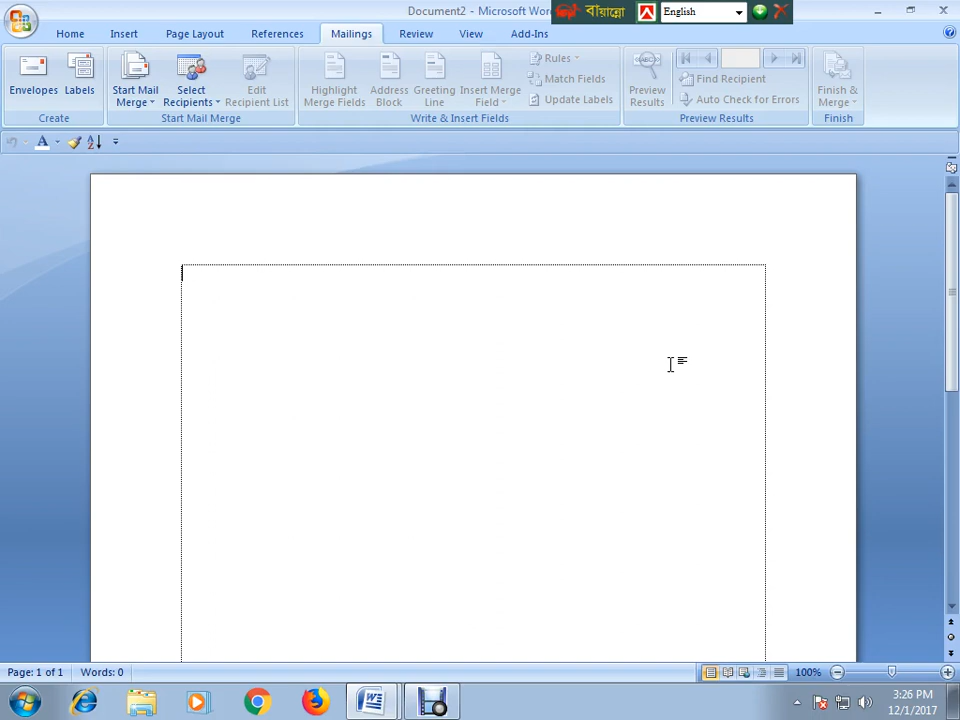 Document2 - Microsoft Wor
বায়ান্নো
English
Home Insert Page Layout References Mailings Review View Add-Ins
Envelopes
Labels
Create
Start Mail Merge
Select Recipients
Edit Recipient List
Start Mail Merge
Highlight Merge Fields
Address Block
Greeting Line
Insert Merge Field
Rules
Match Fields
Update Labels
Write & Insert Fields
ABC
Preview Results
Find Recipient
Auto Check for Errors
Preview Results
Finish & Merge
Finish
Page: 1 of 1 Words: 0 100%
3:26 PM
12/1/2017